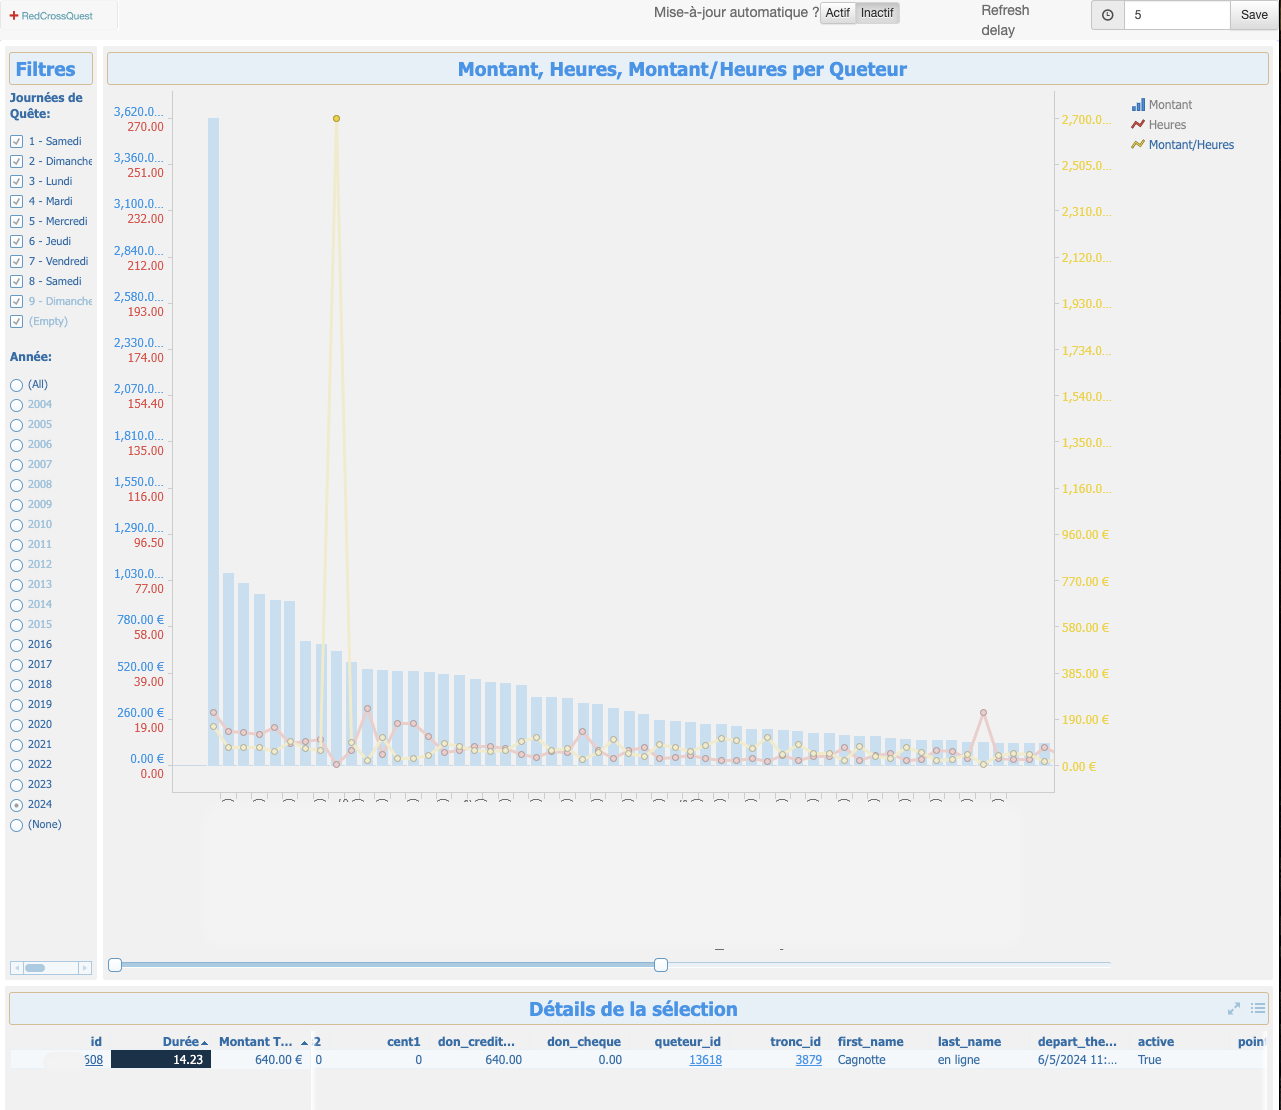 RedCrossQuest
Mise-à-jour automatique ? Actif Inactif
Refresh delay
5
Save
Filtres
Journées de Quête:
1 - Samedi
2 - Dimanche
3 - Lundi
4 - Mardi
5 - Mercredi
6 - Jeudi
7 - Vendredi
8 - Samedi
9 - Dimanche
(Empty)
Année:
(All)
2004
2005
2006
2007
2008
2009
2010
2011
2012
2013
2014
2015
2016
2017
2018
2019
2020
2021
2022
2023
2024
(None)
Montant, Heures, Montant/Heures per Queteur
3,620.0...
270.00
3,360.0...
251.00
3,100.0...
232.00
2,840.0...
212.00
2,580.0...
193.00
2,330.0...
174.00
2,070.0...
154.40
1,810.0...
135.00
1,550.0...
116.00
1,290.0...
96.50
1,030.0...
77.00
780.00 €
58.00
520.00 €
39.00
260.00 €
19.00
0.00 €
0.00
2,700.0...
2,505.0...
2,310.0...
2,120.0...
1,930.0...
1,734.0...
1,540.0...
1,350.0...
1,160.0...
960.00 €
770.00 €
580.00 €
385.00 €
190.00 €
0.00 €
Montant
Heures
Montant/Heures
Détails de la sélection
id Durée Montant T... 2 cent1 don_credit... don_cheque queteur_id tronc_id first_name last_name depart_the... active poin
608 14.23 640.00 € 0 0 640.00 0.00 13618 3879 Cagnotte en ligne 6/5/2024 11:... True